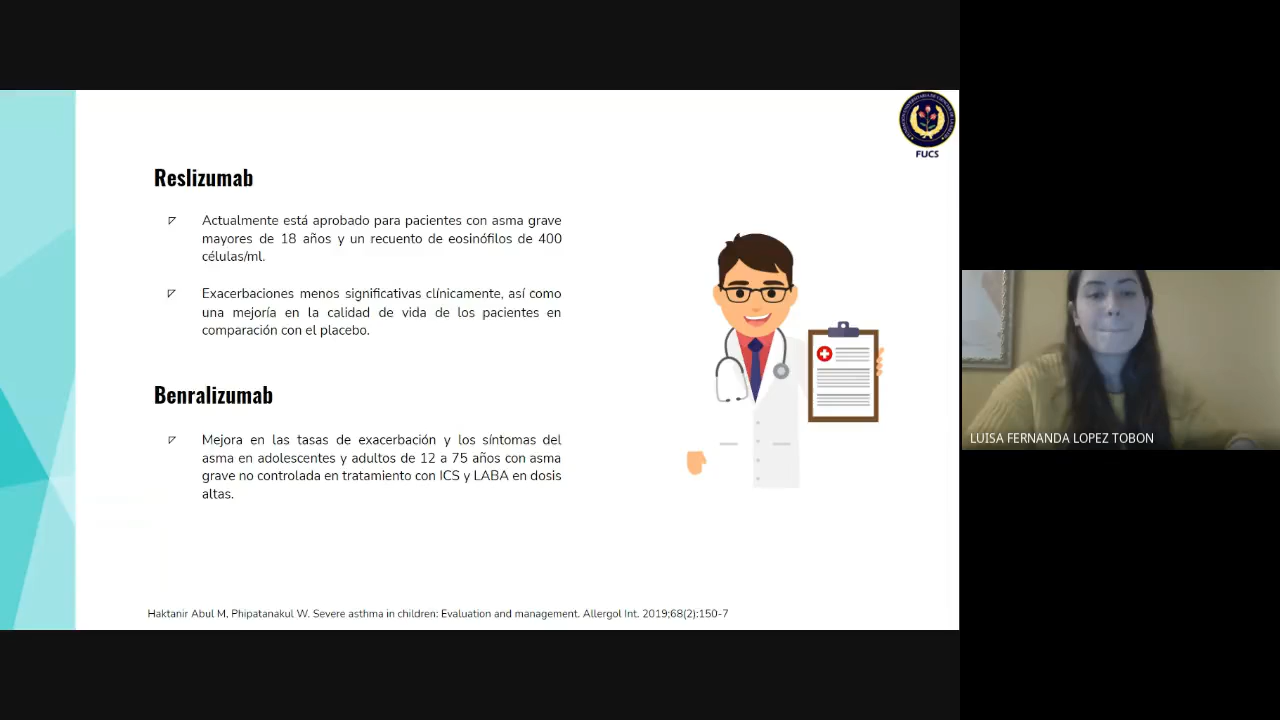 FUCS
Reslizumab
Actualmente está aprobado para pacientes con asma grave
mayores de 18 años y un recuento de eosinófilos de 400
células/ml.
Exacerbaciones menos significativas clínicamente, así como
una mejoría en la calidad de vida de los pacientes en
comparación con el placebo.
Benralizumab
Mejora en las tasas de exacerbación y los síntomas del
asma en adolescentes y adultos de 12 a 75 años con asma
grave no controlada en tratamiento con ICS y LABA en dosis
altas.
Haktanir Abul M, Phipatanakul W. Severe asthma in children: Evaluation and management. Allergol Int. 2019;68(2):150-7
LUISA FERNANDA LOPEZ TOBON